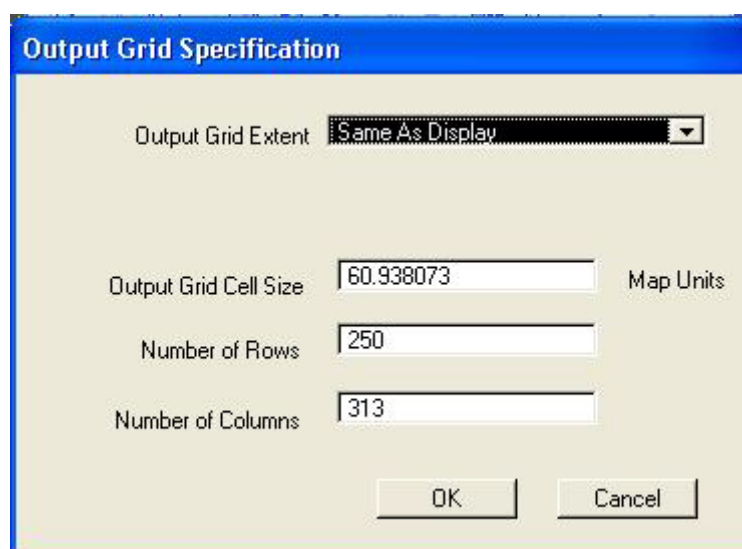 Output Grid Specification
Output Grid Extent Same As Display
Output Grid Cell Size 60.938073 Map Units
Number of Rows 250
Number of Columns 313
OK Cancel